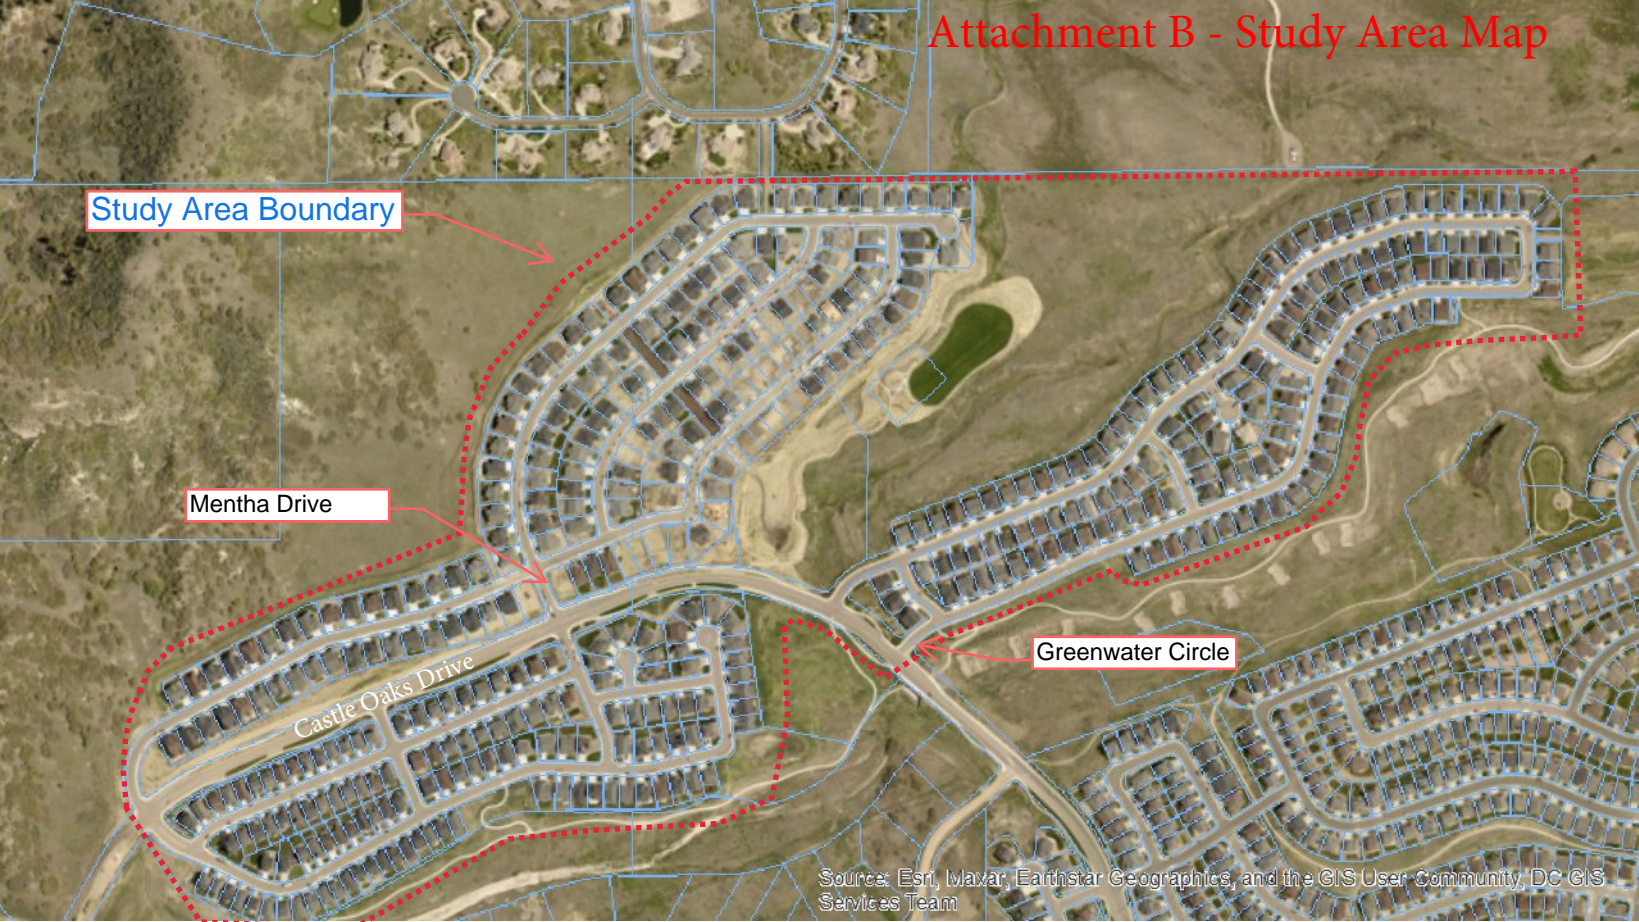 Attachment B - Study Area Map
Study Area Boundary
Mentha Drive
Greenwater Circle
Castle Oaks Drive
Source: Esri, Maxar, Earthstar Geographics, and the GIS User Community, DC GIS
Services Team